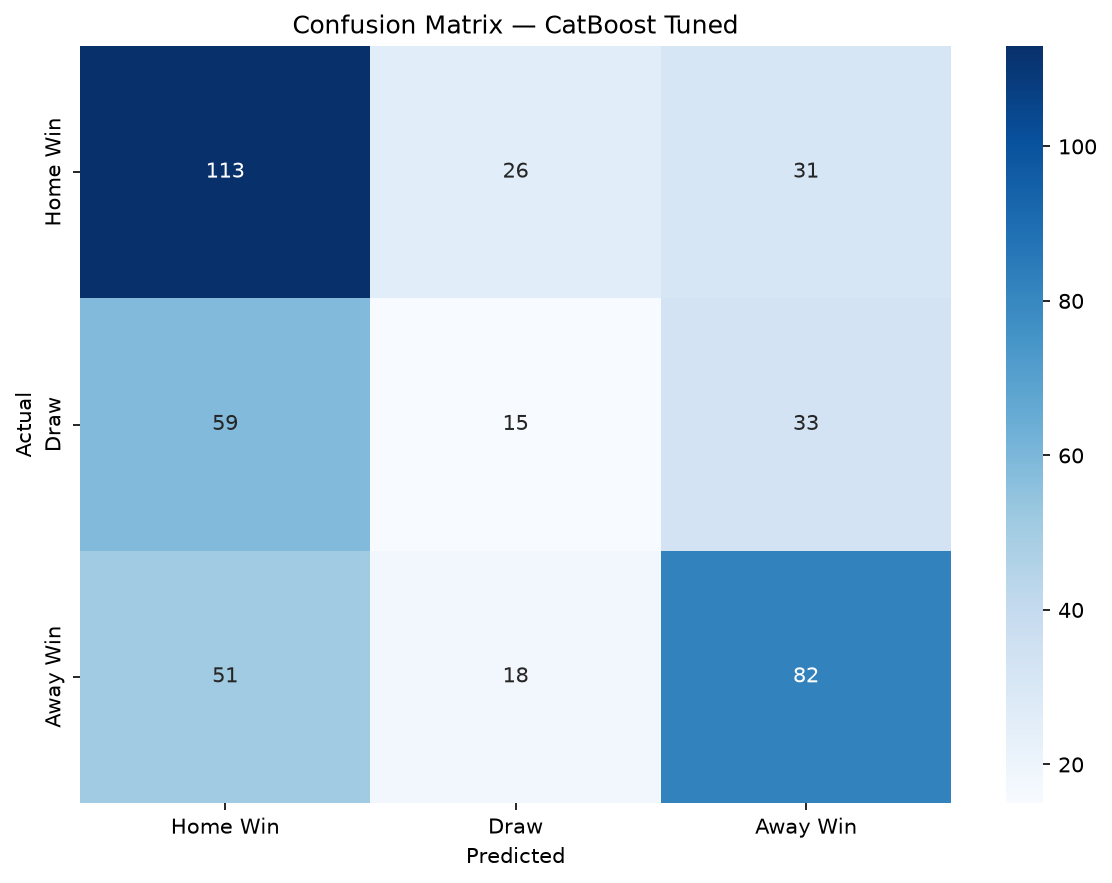 Confusion Matrix — CatBoost Tuned
Actual
Home Win
113 26 31
Draw
59 15 33
Away Win
51 18 82
Home Win Draw Away Win
Predicted
100
80
60
40
20